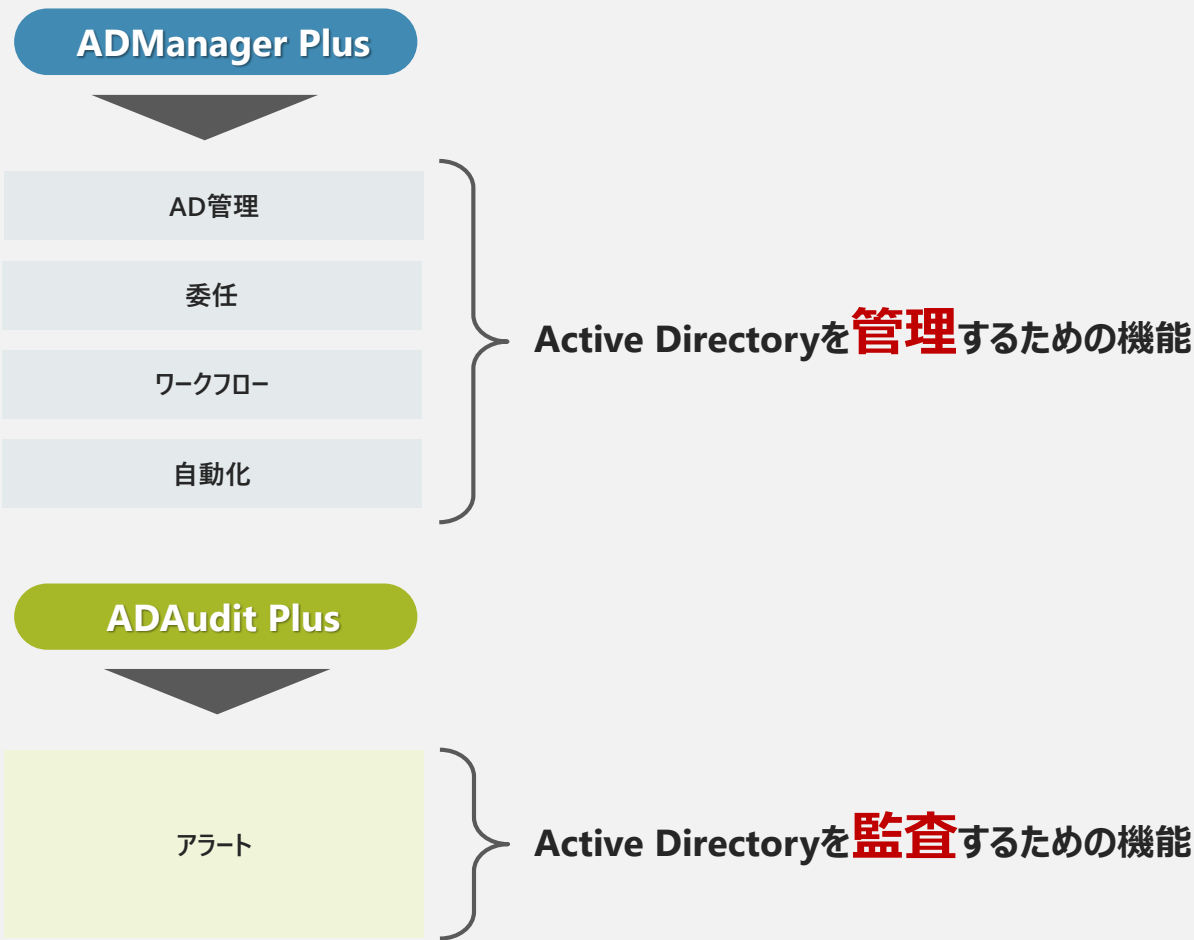 ADManager Plus
AD管理
委任
ワークフロー
自動化
Active Directoryを管理するための機能
ADAudit Plus
アラート
Active Directoryを監査するための機能